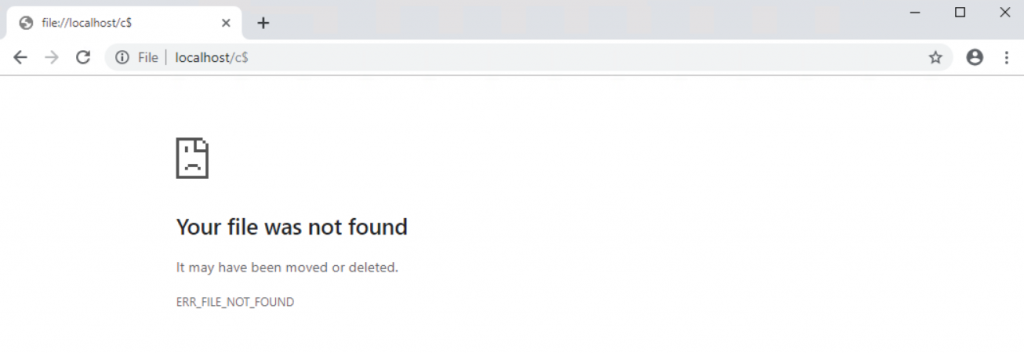 file://localhost/c$
File | localhost/c$
Your file was not found
It may have been moved or deleted.
ERR_FILE_NOT_FOUND